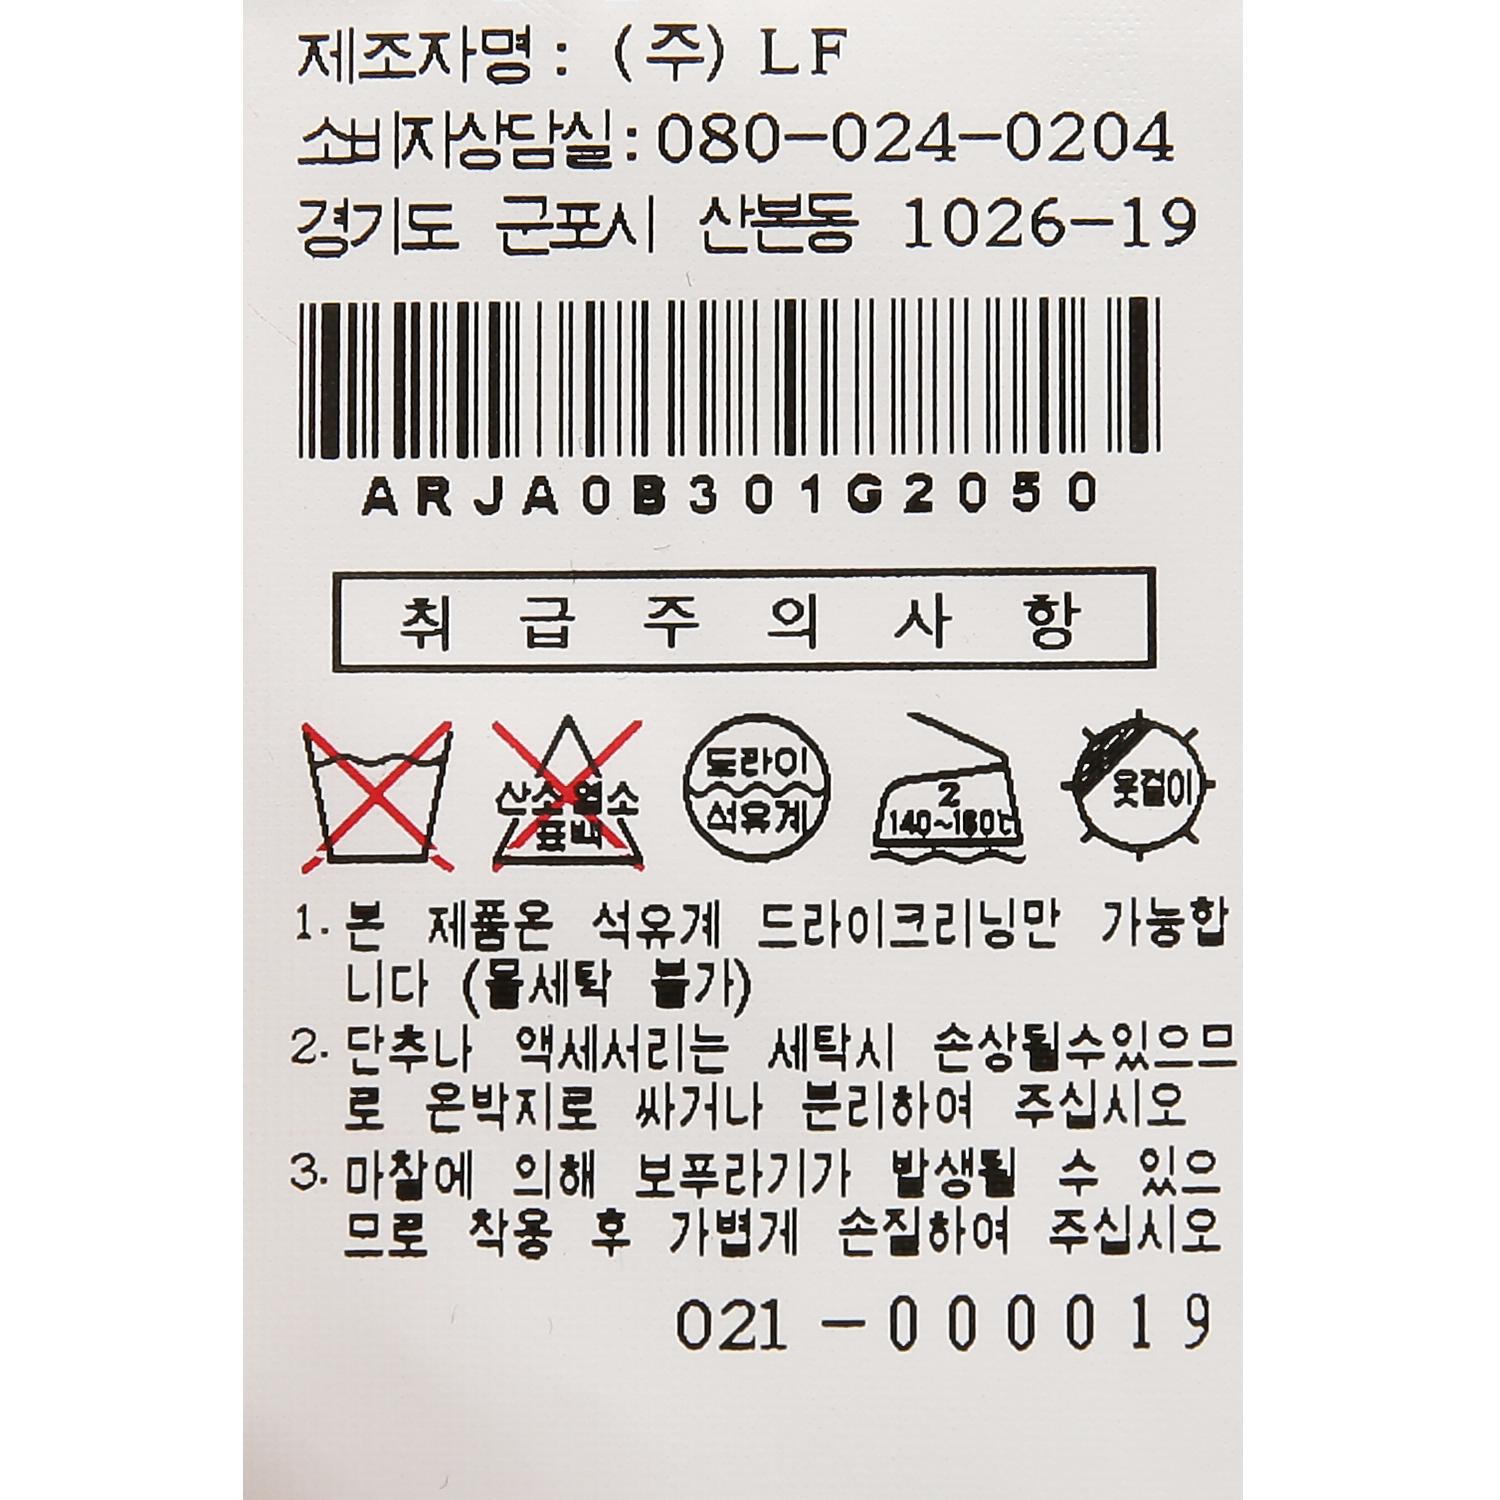 제조자명: (주) LF
소비자상담실:080-024-0204
경기도 군포시 산본동 1026-19
ARJA0B301G2050
취급주의사항
산소염소
표백
드라이
석유계
2
140~160℃
옷걸이
1. 본 제품은 석유계 드라이크리닝만 가능합
니다 (물세탁 불가)
2. 단추나 액세서리는 세탁시 손상될수있으므
로 은박지로 싸거나 분리하여 주십시오
3. 마찰에 의해 보푸라기가 발생될 수 있으
므로 착용 후 가볍게 손질하여 주십시오
021-000019